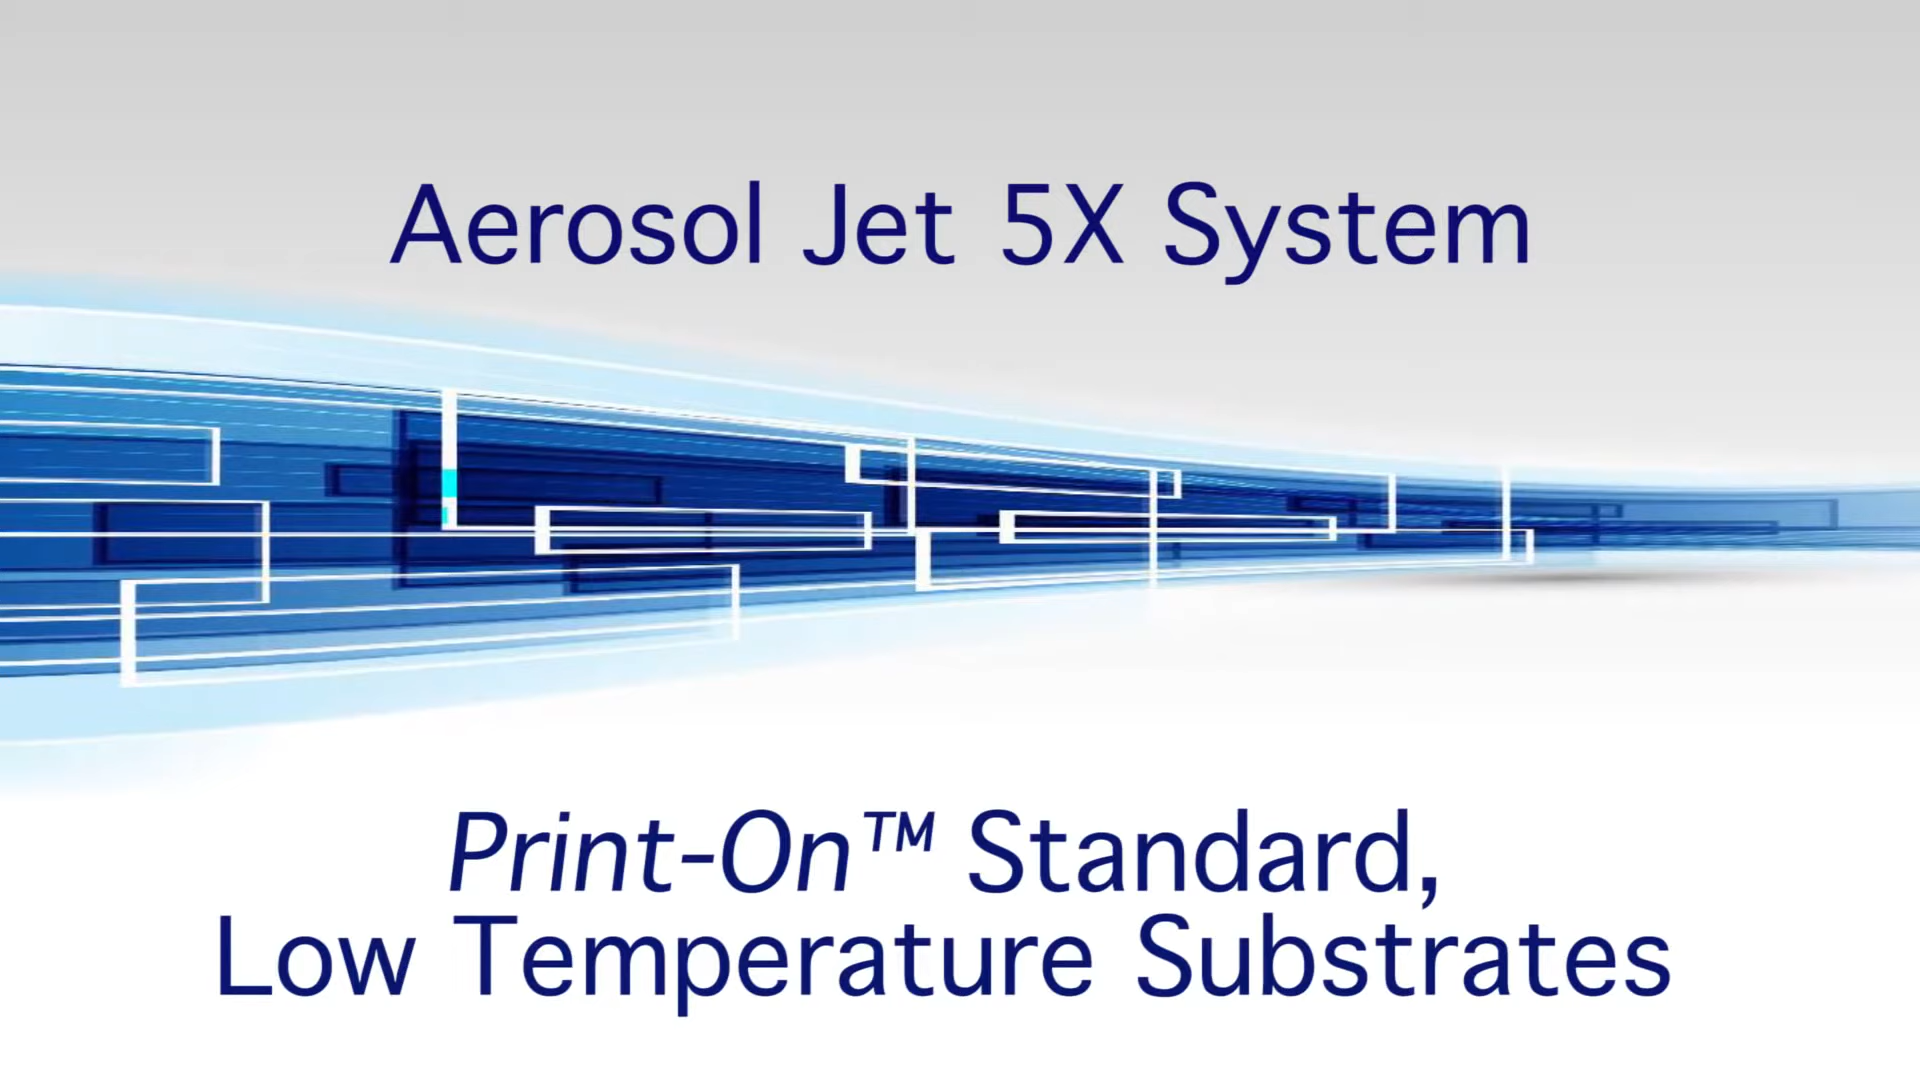 Aerosol Jet 5X System
Print-On™ Standard,
Low Temperature Substrates